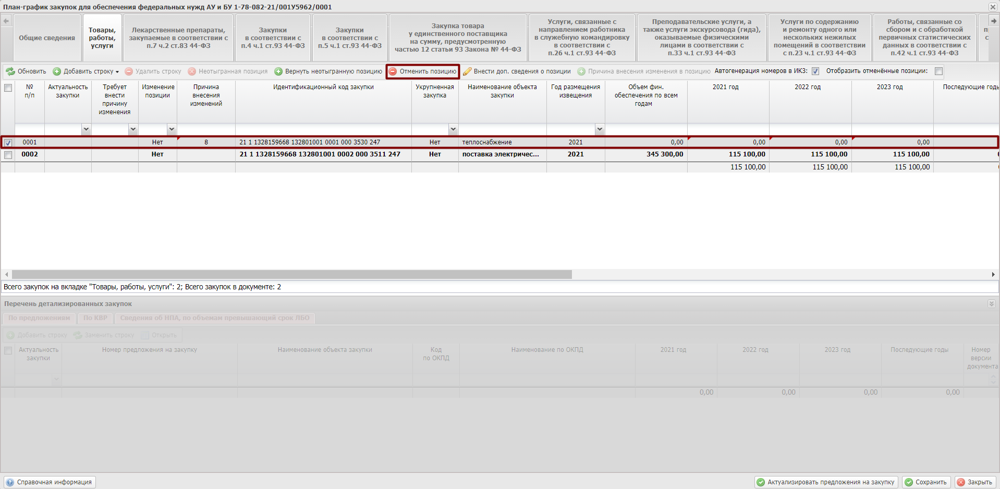 План-график закупок для обеспечения федеральных нужд АУ и БУ 1-78-082-21/001У5962/0001
Общие сведения
Товары,
работы,
услуги
Лекарственные препараты,
закупаемые в соответствии с
п.7 ч.2 ст.83 44-ФЗ
Закупки
в соответствии с
п.4 ч.1 ст.93 44-ФЗ
Закупки
в соответствии с
п.5 ч.1 ст.93 44-ФЗ
Закупка товара
у единственного поставщика
на сумму, предусмотренную
частью 12 статьи 93 Закона № 44-ФЗ
Услуги, связанные с
направлением работника
в служебную командировку
в соответствии с
п.26 ч.1 ст.93 44-ФЗ
Преподавательские услуги, а
также услуги экскурсовода (гида),
оказываемые физическими
лицами в соответствии с
п.33 ч.1 ст.93 44-ФЗ
Услуги по содержанию
и ремонту одного или
нескольких нежилых
помещений в соответствии
с п.23 ч.1 ст.93 44-ФЗ
Работы, связанные со
сбором и с обработкой
первичных статистических
данных в соответствии с
п.42 ч.1 ст.93 44-ФЗ
Обновить Добавить строку Удалить строку Неотыгранная позиция Вернуть неотыгранную позицию Отменить позицию Внести доп. сведения о позиции Причина внесения изменения в позицию Автогенерация номеров в ИКЗ: Отобразить отменённые позиции:
№
п/п
Актуальность
закупки
Требует
внести
причину
изменения
Изменение
позиции
Причина
внесения
изменений
Идентификационный код закупки
Укрупненная
закупка
Наименование объекта
закупки
Год размещения
извещения
Объем фин.
обеспечения по всем
годам
2021 год
2022 год
2023 год
Последующие годы
0001 Нет 8 21 1 1328159668 132801001 0001 000 3530 247 Нет теплоснабжение 2021 0,00 0,00 0,00 0,00
0002 Нет 21 1 1328159668 132801001 0002 000 3511 247 Нет поставка электричес... 2021 345 300,00 115 100,00 115 100,00 115 100,00
115 100,00 115 100,00 115 100,00
Всего закупок на вкладке "Товары, работы, услуги": 2; Всего закупок в документе: 2
Перечень детализированных закупок
По предложениям По КВР Сведения об НПА, по объемам превышающий срок ЛБО
Добавить строку Заменить строку Открыть
Актуальность
закупки
Номер предложения на закупку
Наименование объекта закупки
Код
по ОКПД
Наименование по ОКПД
2021 год
2022 год
2023 год
Последующие годы
Номер
версии
документа
0,00 0,00 0,00 0,00
Справочная информация Актуализировать предложения на закупку Сохранить Закрыть